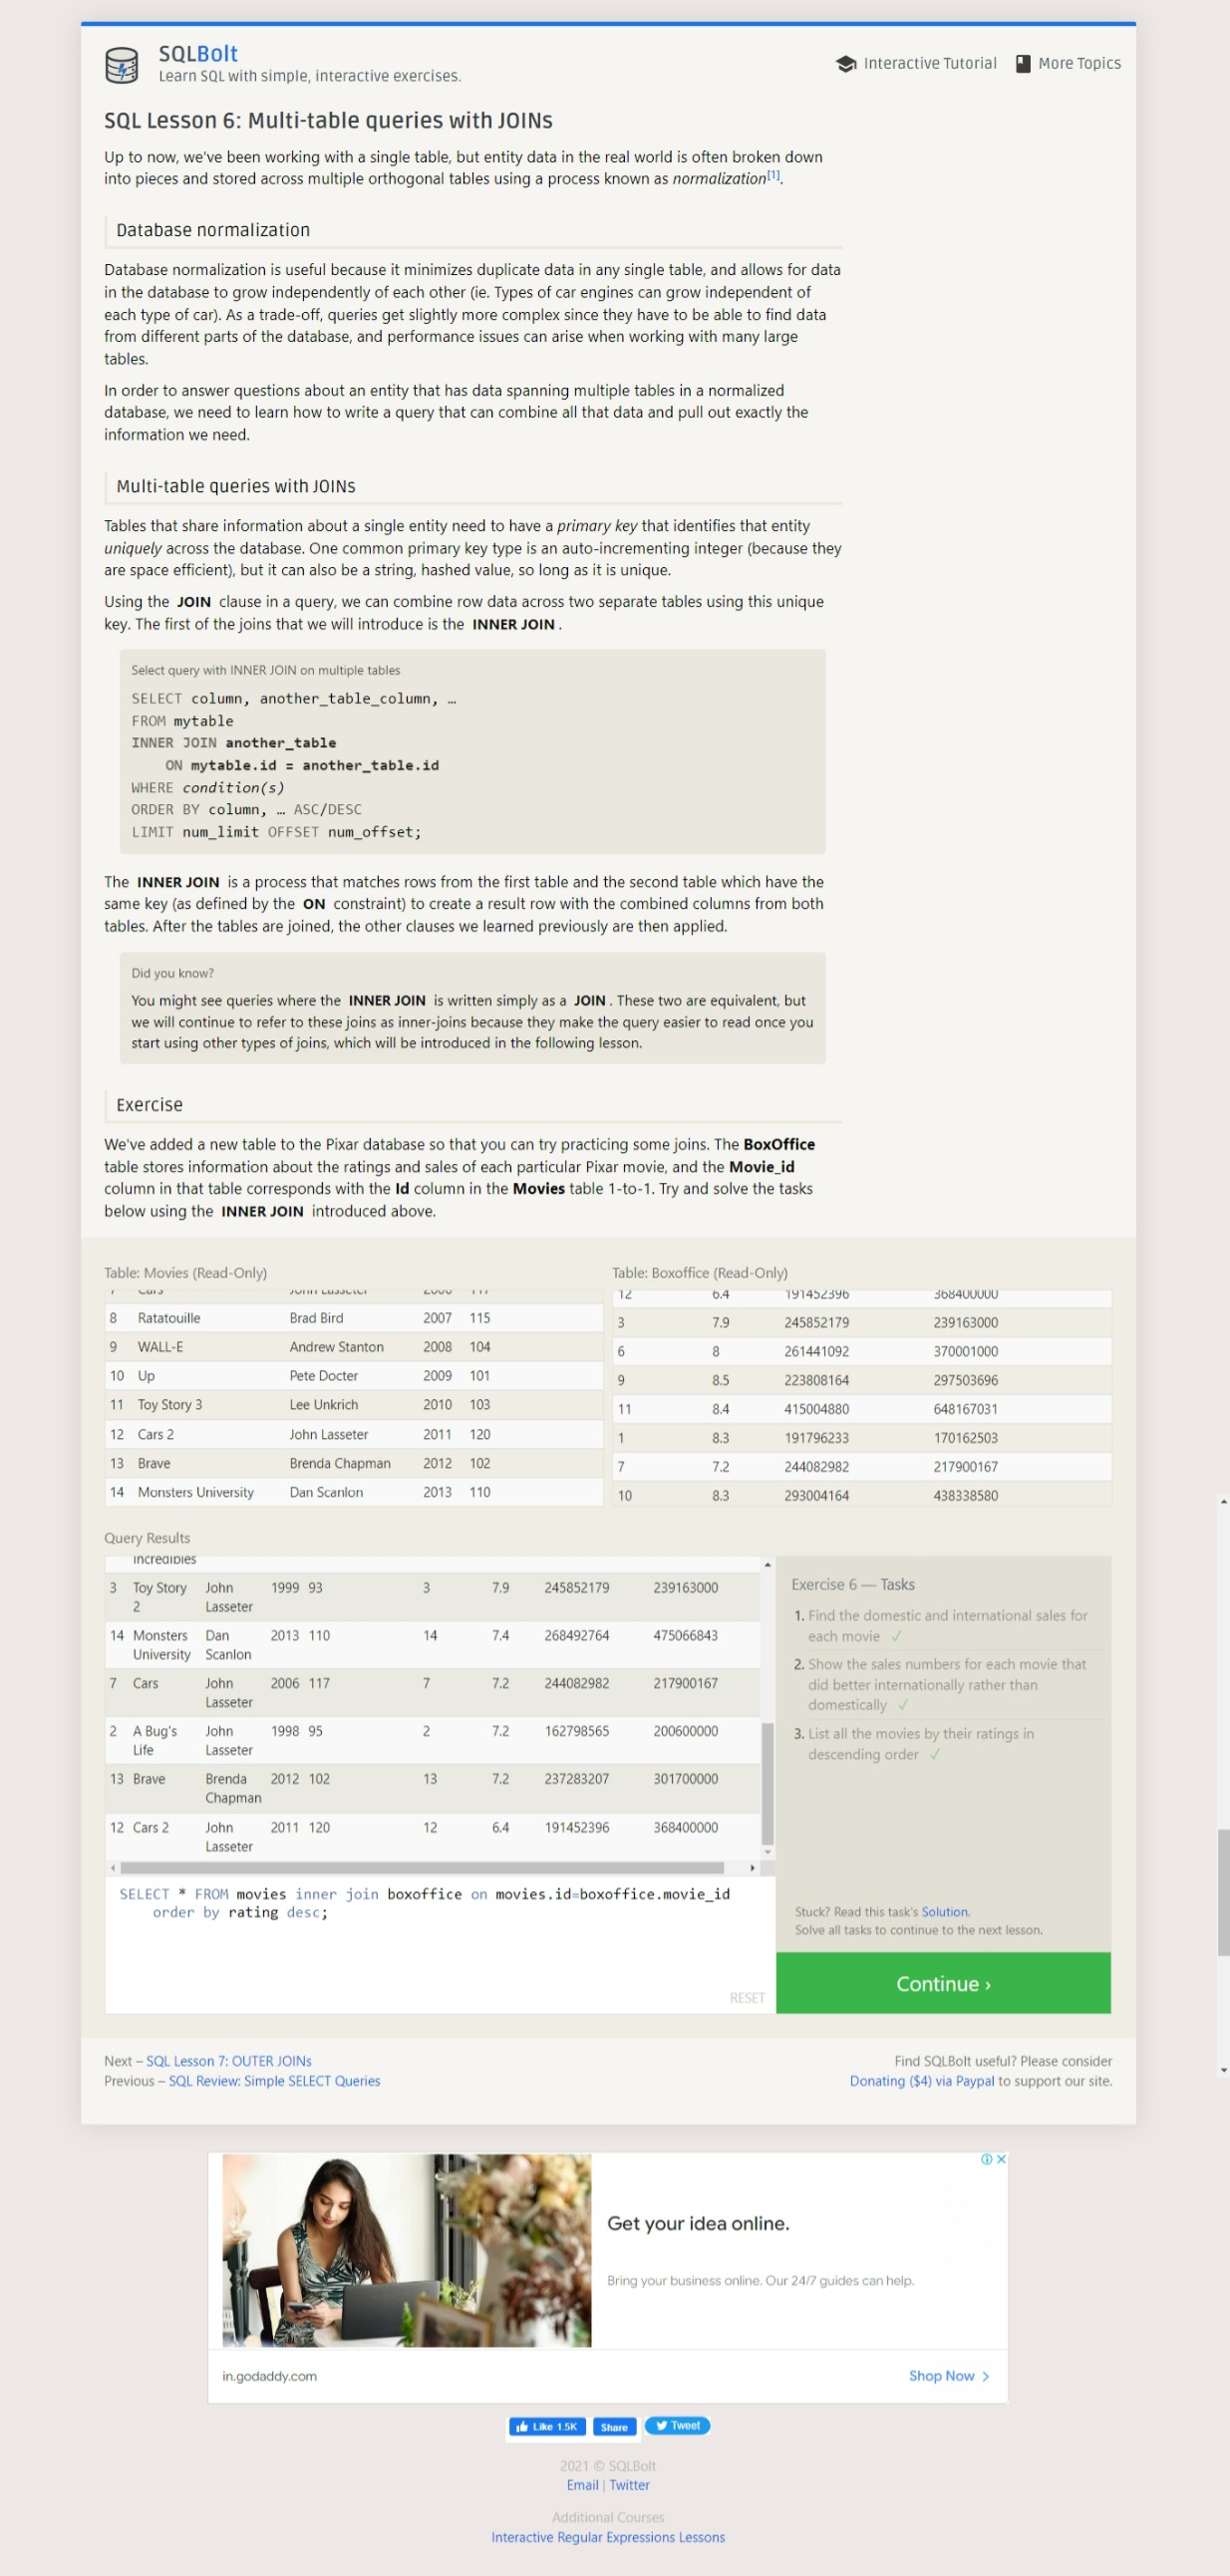 SQLBolt
Learn SQL with simple, interactive exercises.
Interactive Tutorial
More Topics
SQL Lesson 6: Multi-table queries with JOINs
Up to now, we've been working with a single table, but entity data in the real world is often broken down
into pieces and stored across multiple orthogonal tables using a process known as normalization[1].
Database normalization
Database normalization is useful because it minimizes duplicate data in any single table, and allows for data
in the database to grow independently of each other (ie. Types of car engines can grow independent of
each type of car). As a trade-off, queries get slightly more complex since they have to be able to find data
from different parts of the database, and performance issues can arise when working with many large
tables.
In order to answer questions about an entity that has data spanning multiple tables in a normalized
database, we need to learn how to write a query that can combine all that data and pull out exactly the
information we need.
Multi-table queries with JOINs
Tables that share information about a single entity need to have a primary key that identifies that entity
uniquely across the database. One common primary key type is an auto-incrementing integer (because they
are space efficient), but it can also be a string, hashed value, so long as it is unique.
Using the JOIN clause in a query, we can combine row data across two separate tables using this unique
key. The first of the joins that we will introduce is the INNER JOIN.
Select query with INNER JOIN on multiple tables
SELECT column, another_table_column, …
FROM mytable
INNER JOIN another_table
ON mytable.id = another_table.id
WHERE condition(s)
ORDER BY column, … ASC/DESC
LIMIT num_limit OFFSET num_offset;
The INNER JOIN is a process that matches rows from the first table and the second table which have the
same key (as defined by the ON constraint) to create a result row with the combined columns from both
tables. After the tables are joined, the other clauses we learned previously are then applied.
Did you know?
You might see queries where the INNER JOIN is written simply as a JOIN. These two are equivalent, but
we will continue to refer to these joins as inner-joins because they make the query easier to read once you
start using other types of joins, which will be introduced in the following lesson.
Exercise
We've added a new table to the Pixar database so that you can try practicing some joins. The BoxOffice
table stores information about the ratings and sales of each particular Pixar movie, and the Movie_id
column in that table corresponds with the Id column in the Movies table 1-to-1. Try and solve the tasks
below using the INNER JOIN introduced above.
Table: Movies (Read-Only)
7 Cars John Lasseter 2006 117
8 Ratatouille Brad Bird 2007 115
9 WALL-E Andrew Stanton 2008 104
10 Up Pete Docter 2009 101
11 Toy Story 3 Lee Unkrich 2010 103
12 Cars 2 John Lasseter 2011 120
13 Brave Brenda Chapman 2012 102
14 Monsters University Dan Scanlon 2013 110
Table: Boxoffice (Read-Only)
12 6.4 191452396 368400000
3 7.9 245852179 239163000
6 8 261441092 370001000
9 8.5 223808164 297503696
11 8.4 415004880 648167031
1 8.3 191796233 170162503
7 7.2 244082982 217900167
10 8.3 293004164 438338580
Query Results
Incredibles
3 Toy Story 2 John Lasseter 1999 93 3 7.9 245852179 239163000
14 Monsters University Dan Scanlon 2013 110 14 7.4 268492764 475066843
7 Cars John Lasseter 2006 117 7 7.2 244082982 217900167
2 A Bug's Life John Lasseter 1998 95 2 7.2 162798565 200600000
13 Brave Brenda Chapman 2012 102 13 7.2 237283207 301700000
12 Cars 2 John Lasseter 2011 120 12 6.4 191452396 368400000
SELECT * FROM movies inner join boxoffice on movies.id=boxoffice.movie_id
order by rating desc;
RESET
Exercise 6 — Tasks
1. Find the domestic and international sales for
each movie ✓
2. Show the sales numbers for each movie that
did better internationally rather than
domestically ✓
3. List all the movies by their ratings in
descending order ✓
Stuck? Read this task's Solution.
Solve all tasks to continue to the next lesson.
Continue ›
Next – SQL Lesson 7: OUTER JOINs
Previous – SQL Review: Simple SELECT Queries
Find SQLBolt useful? Please consider
Donating ($4) via Paypal to support our site.
Get your idea online.
Bring your business online. Our 24/7 guides can help.
in.godaddy.com
Shop Now
Like 1.5K
Share
Tweet
2021 © SQLBolt
Email | Twitter
Additional Courses
Interactive Regular Expressions Lessons